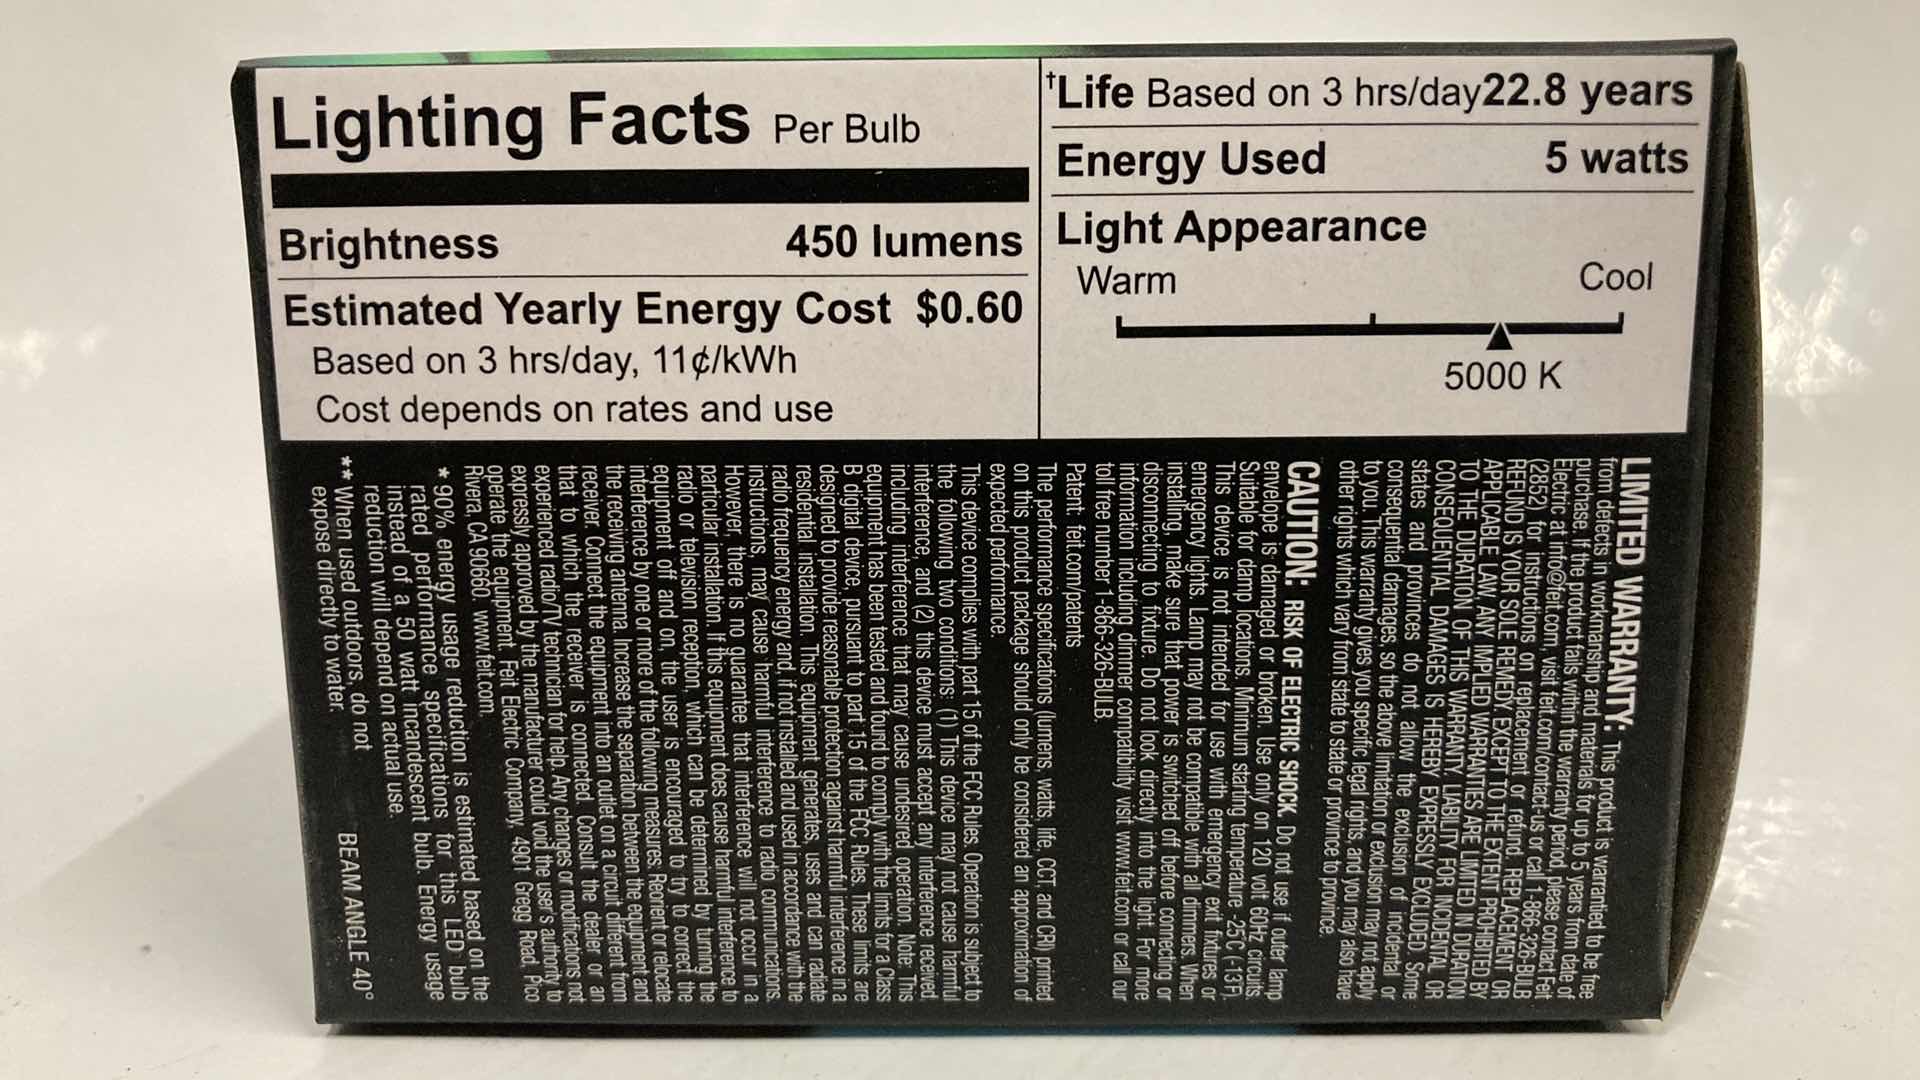 Lighting Facts Per Bulb
Brightness 450 lumens
Estimated Yearly Energy Cost $0.60
Based on 3 hrs/day, 11¢/kWh
Cost depends on rates and use
†Life Based on 3 hrs/day 22.8 years
Energy Used 5 watts
Light Appearance
Warm Cool
5000 K
LIMITED WARRANTY: This product is warrantied to be free
from defects in workmanship and materials for up to 5 years from date of
purchase. If the product fails within the warranty period, please contact Feit
Electric at info@feit.com, visit feit.com/contact-us or call 1-866-326-BULB
(2852) for instructions on replacement or refund. REPLACEMENT OR
REFUND IS YOUR SOLE REMEDY. EXCEPT TO THE EXTENT PROHIBITED BY
APPLICABLE LAW, ANY IMPLIED WARRANTIES ARE LIMITED IN DURATION
TO THE DURATION OF THIS WARRANTY. LIABILITY FOR INCIDENTAL OR
CONSEQUENTIAL DAMAGES IS HEREBY EXPRESSLY EXCLUDED. Some
states and provinces do not allow the exclusion of incidental or
consequential damages, so the above limitation or exclusion may not apply
to you. This warranty gives you specific legal rights, and you may also have
other rights which vary from state to state or province to province.
CAUTION: RISK OF ELECTRIC SHOCK. Do not use if outer lamp
envelope is damaged or broken. Use only on 120 volt 60Hz circuits.
Suitable for damp locations. Minimum starting temperature -25°C (-13°F).
This device is not intended for use with emergency exit fixtures or
emergency lights. Lamp may not be compatible with all dimmers. When
installing, make sure that power is switched off before connecting or
disconnecting to fixture. Do not look directly into the light. For more
information including dimmer compatibility visit www.feit.com or call our
toll free number 1-866-326-BULB.
Patent: feit.com/patents
The performance specifications (lumens, watts, life, CCT, and CRI) printed
on this product package should only be considered an approximation of
expected performance.
This device complies with part 15 of the FCC Rules. Operation is subject to
the following two conditions: (1) This device may not cause harmful
interference, and (2) this device must accept any interference received,
including interference that may cause undesired operation. Note: This
equipment has been tested and found to comply with the limits for a Class
B digital device, pursuant to part 15 of the FCC Rules. These limits are
designed to provide reasonable protection against harmful interference in a
residential installation. This equipment generates, uses and can radiate
radio frequency energy and, if not installed and used in accordance with the
instructions, may cause harmful interference to radio communications.
However, there is no guarantee that interference will not occur in a
particular installation. If this equipment does cause harmful interference to
radio or television reception, which can be determined by turning the
equipment off and on, the user is encouraged to try to correct the
interference by one or more of the following measures: Reorient or relocate
the receiving antenna. Increase the separation between the equipment and
receiver. Connect the equipment into an outlet on a circuit different from
that to which the receiver is connected. Consult the dealer or an
experienced radio/TV technician for help. Any changes or modifications not
expressly approved by the manufacturer could void the user's authority to
operate the equipment. Feit Electric Company, 4901 Gregg Road, Pico
Rivera, CA 90660, www.feit.com.
* 90% energy usage reduction is estimated based on the
rated performance specifications for this LED bulb
instead of a 50 watt incandescent bulb. Energy usage
reduction will depend on actual use.
** When used outdoors, do not
expose directly to water.
BEAM ANGLE 40°